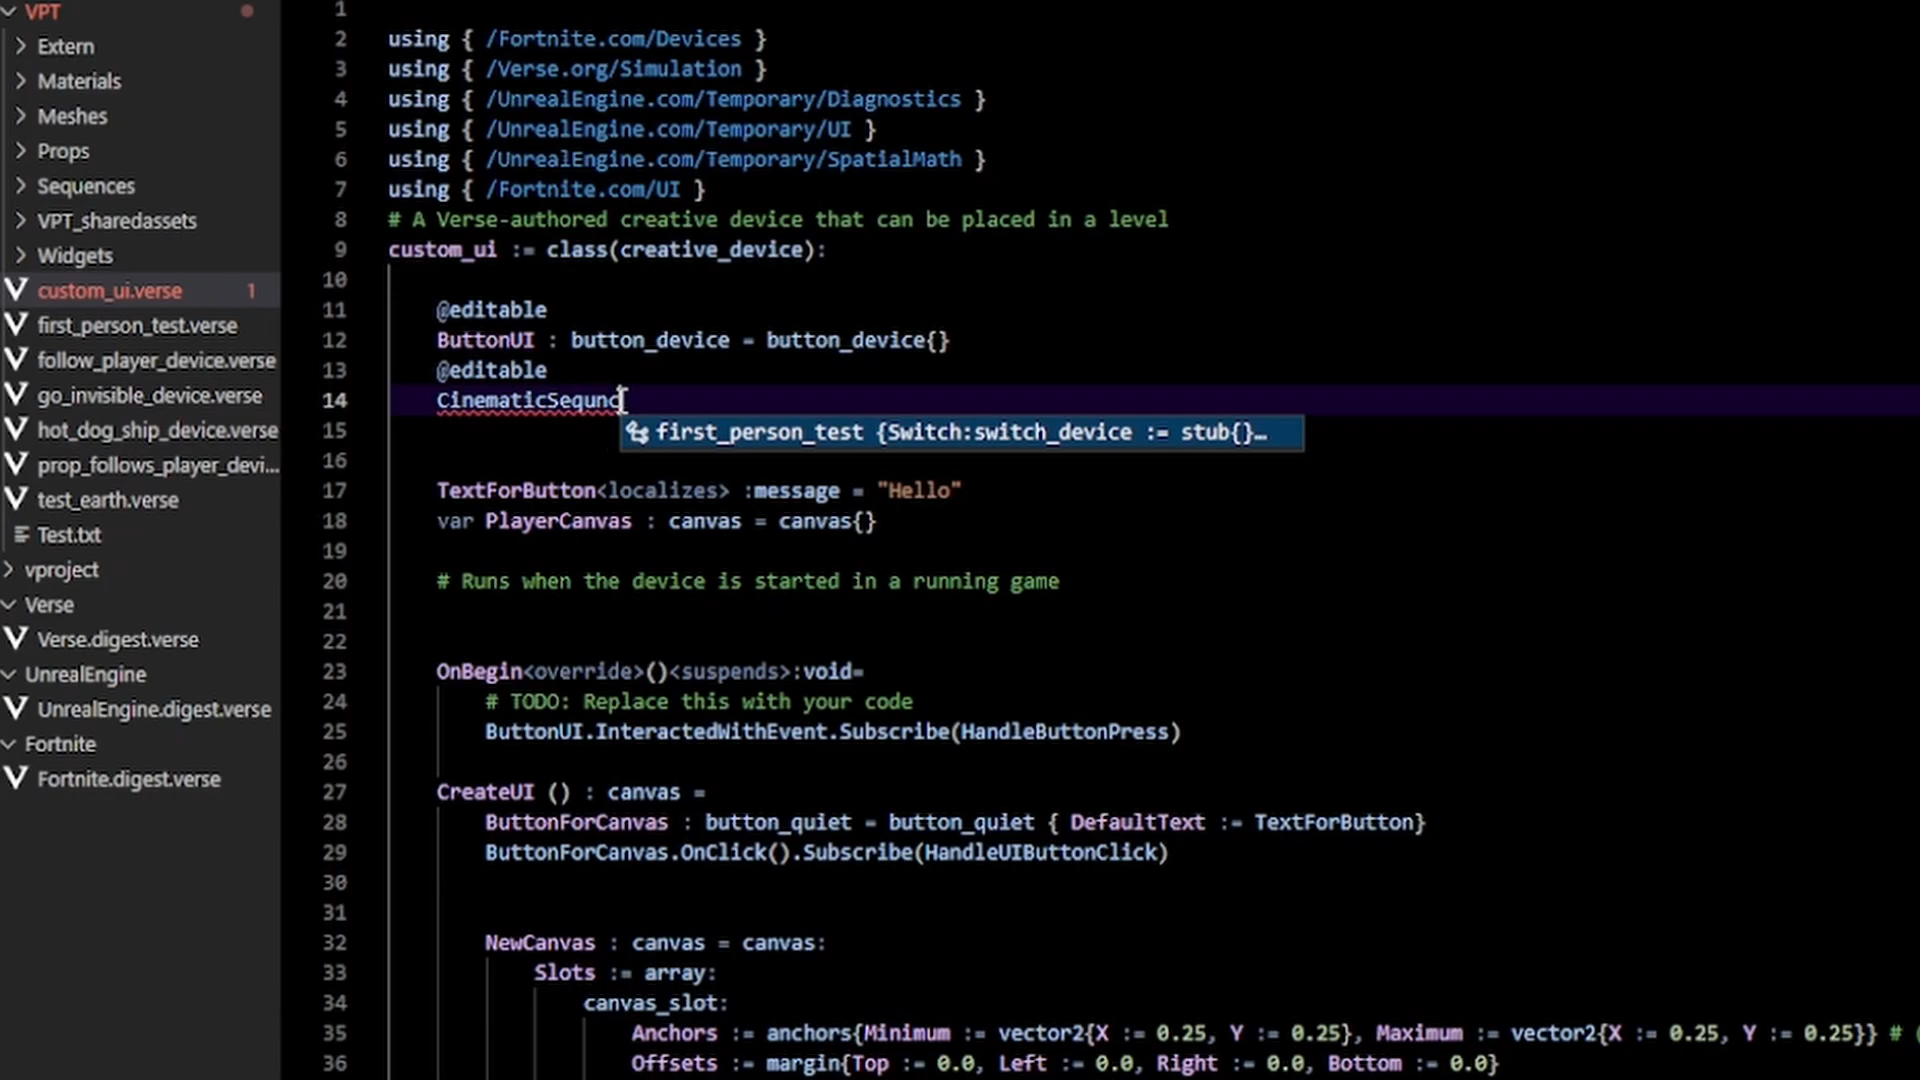 VPT
Extern
Materials
Meshes
Props
Sequences
VPT_sharedassets
Widgets
custom_ui.verse 1
first_person_test.verse
follow_player_device.verse
go_invisible_device.verse
hot_dog_ship_device.verse
prop_follows_player_devi...
test_earth.verse
Test.txt
vproject
Verse
Verse.digest.verse
UnrealEngine
UnrealEngine.digest.verse
Fortnite
Fortnite.digest.verse
1
2 using { /Fortnite.com/Devices }
3 using { /Verse.org/Simulation }
4 using { /UnrealEngine.com/Temporary/Diagnostics }
5 using { /UnrealEngine.com/Temporary/UI }
6 using { /UnrealEngine.com/Temporary/SpatialMath }
7 using { /Fortnite.com/UI }
8 # A Verse-authored creative device that can be placed in a level
9 custom_ui := class(creative_device):
10
11 @editable
12 ButtonUI : button_device = button_device{}
13 @editable
14 CinematicSequnc
15 first_person_test {Switch:switch_device := stub{}…
16
17 TextForButton<localizes> :message = "Hello"
18 var PlayerCanvas : canvas = canvas{}
19
20 # Runs when the device is started in a running game
21
22
23 OnBegin<override>()<suspends>:void=
24 # TODO: Replace this with your code
25 ButtonUI.InteractedWithEvent.Subscribe(HandleButtonPress)
26
27 CreateUI () : canvas =
28 ButtonForCanvas : button_quiet = button_quiet { DefaultText := TextForButton}
29 ButtonForCanvas.OnClick().Subscribe(HandleUIButtonClick)
30
31
32 NewCanvas : canvas = canvas:
33 Slots := array:
34 canvas_slot:
35 Anchors := anchors{Minimum := vector2{X := 0.25, Y := 0.25}, Maximum := vector2{X := 0.25, Y := 0.25}} # (
36 Offsets := margin{Top := 0.0, Left := 0.0, Right := 0.0, Bottom := 0.0}